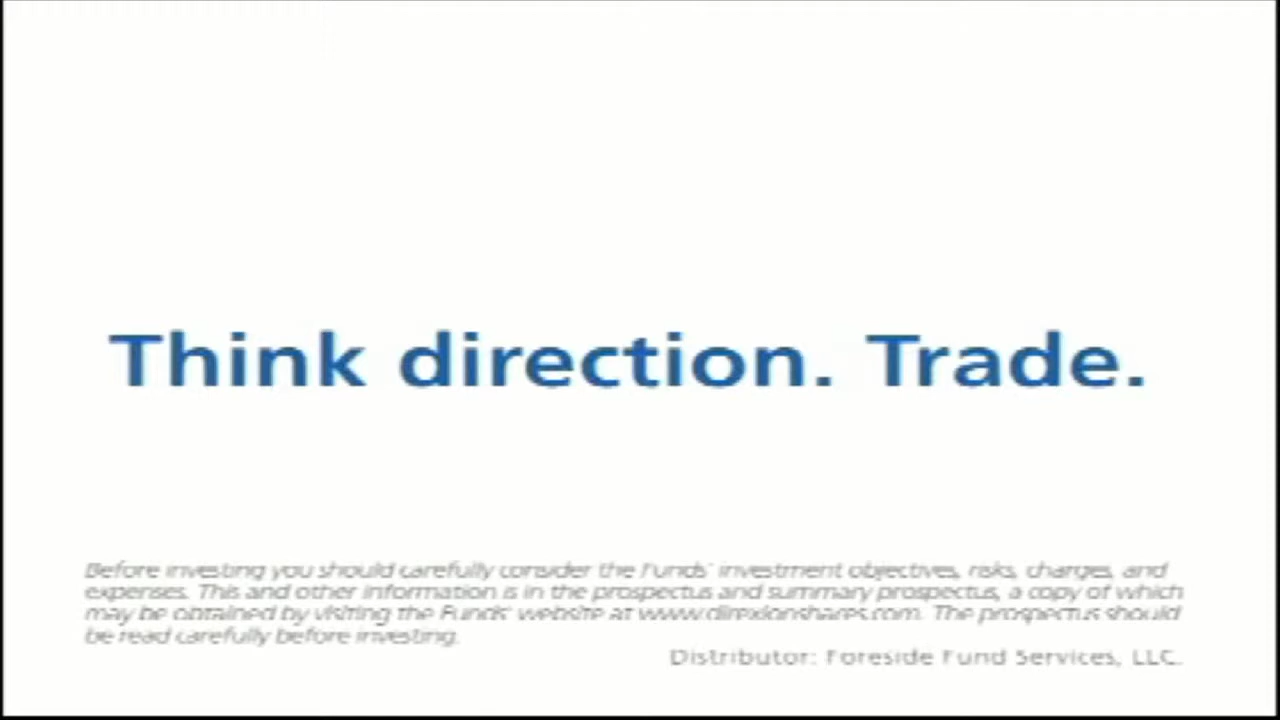 Think direction. Trade.
Before investing you should carefully consider the Funds' investment objectives, risks, charges, and
expenses. This and other information is in the prospectus and summary prospectus, a copy of which
may be obtained by visiting the Funds' website at www.direxionshares.com. The prospectus should
be read carefully before investing.
Distributor: Foreside Fund Services, LLC.